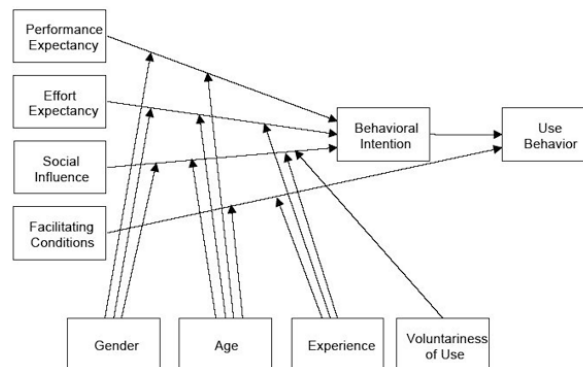 Performance
Expectancy
Effort
Expectancy
Social
Influence
Facilitating
Conditions
Behavioral
Intention
Use
Behavior
Gender
Age
Experience
Voluntariness
of Use